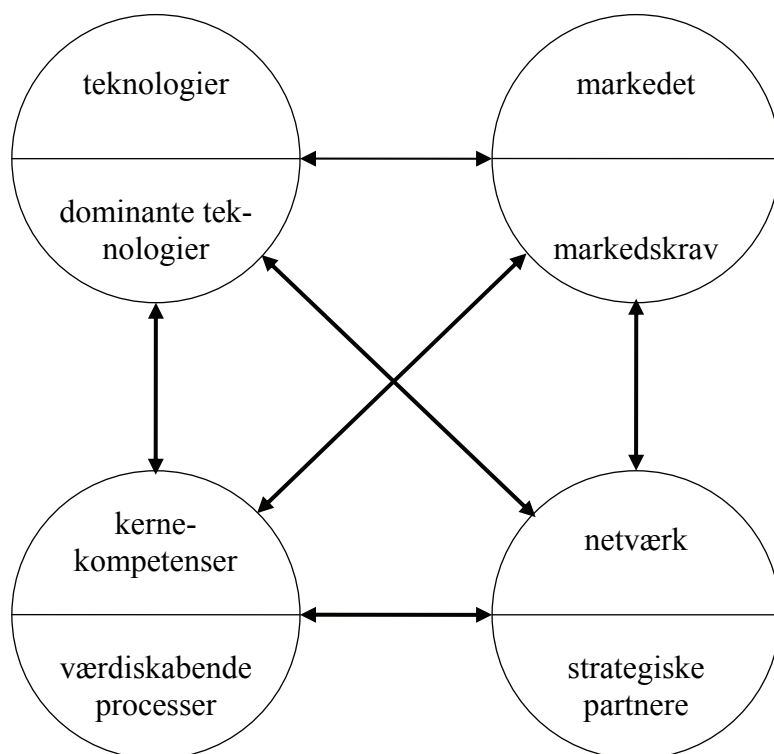 teknologier
dominante tek-
nologier
markedet
markedskrav
kerne-
kompetenser
værdiskabende
processer
netværk
strategiske
partnere